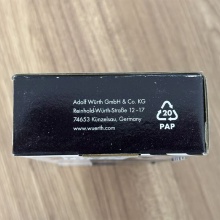 Adolf Würth GmbH & Co. KG
Reinhold-Würth-Straße 12 - 17
74653 Künzelsau, Germany
www.wuerth.com
20
PAP